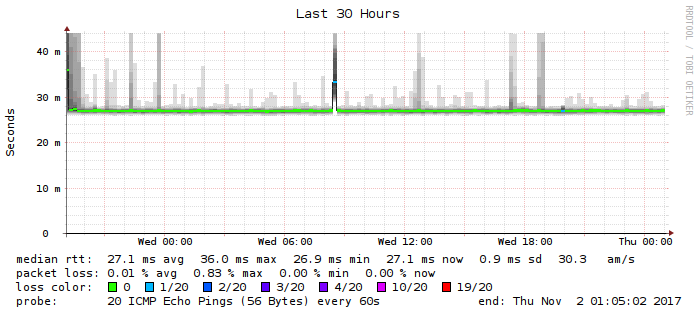 Last 30 Hours
RRDTOOL / TOBI OETIKER
Seconds
40 m
30 m
20 m
10 m
0
Wed 00:00 Wed 06:00 Wed 12:00 Wed 18:00 Thu 00:00
median rtt: 27.1 ms avg 36.0 ms max 26.9 ms min 27.1 ms now 0.9 ms sd 30.3 am/s
packet loss: 0.01 % avg 0.83 % max 0.00 % min 0.00 % now
loss color: 0 1/20 2/20 3/20 4/20 10/20 19/20
probe: 20 ICMP Echo Pings (56 Bytes) every 60s end: Thu Nov 2 01:05:02 2017